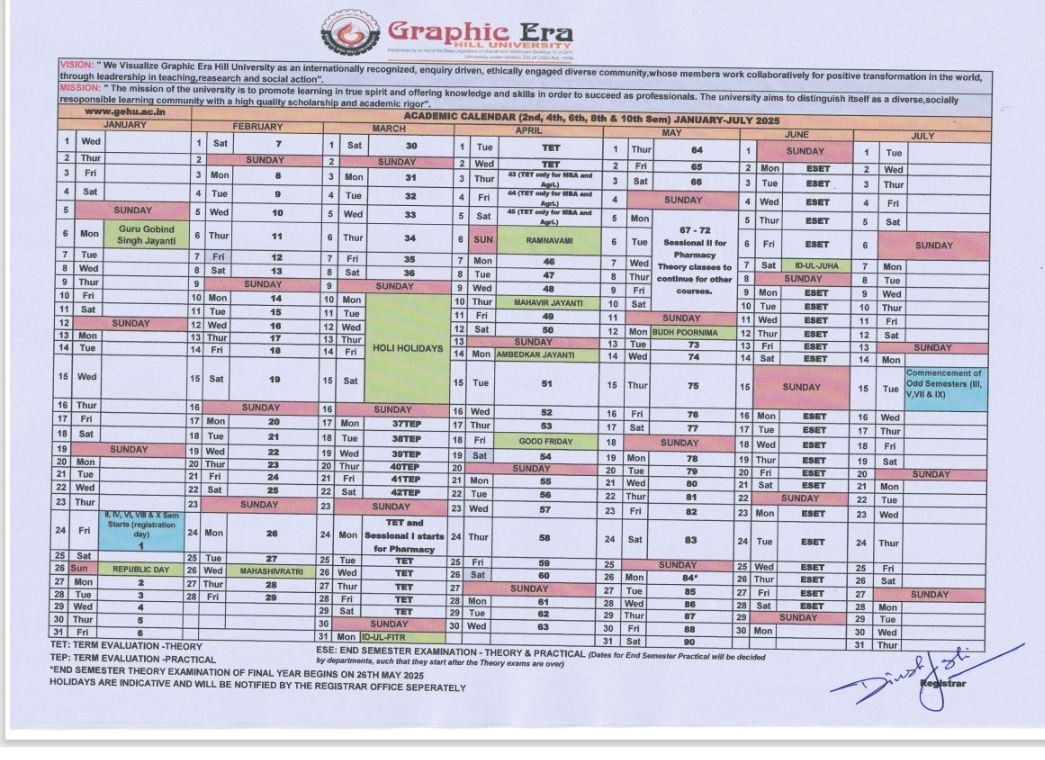 Graphic Era
HILL UNIVERSITY
VISION: " We Visualize Graphic Era Hill University as an internationally recognized, enquiry driven, ethically engaged diverse community,whose members work collaboratively for positive transformation in the world,
through leadrership in teaching,reasearch and social action".
MISSION: " The mission of the university is to promote learning in true spirit and offering knowledge and skills in order to succeed as professionals. The university aims to distinguish itself as a diverse,socially
resoponsible learning community with a high quality scholarship and academic rigor".
www.gehu.ac.in
ACADEMIC CALENDAR (2nd, 4th, 6th, 8th & 10th Sem) JANUARY-JULY 2025
JANUARY
1 Wed
2 Thur
3 Fri
4 Sat
5 SUNDAY
6 Mon Guru Gobind
Singh Jayanti
7 Tue
8 Wed
9 Thur
10 Fri
11 Sat
12 SUNDAY
13 Mon
14 Tue
15 Wed
16 Thur
17 Fri
18 Sat
19 SUNDAY
20 Mon
21 Tue
22 Wed
23 Thur
24 Fri II, IV, VI, VIII & X Sem
Starts (registration
day)
1
25 Sat
26 Sun REPUBLIC DAY
27 Mon 2
28 Tue 3
29 Wed 4
30 Thur 5
31 Fri 6
FEBRUARY
1 Sat 7
2 SUNDAY
3 Mon 8
4 Tue 9
5 Wed 10
6 Thur 11
7 Fri 12
8 Sat 13
9 SUNDAY
10 Mon 14
11 Tue 15
12 Wed 16
13 Thur 17
14 Fri 18
15 Sat 19
16 SUNDAY
17 Mon 20
18 Tue 21
19 Wed 22
20 Thur 23
21 Fri 24
22 Sat 25
23 SUNDAY
24 Mon 26
25 Tue 27
26 Wed MAHASHIVRATRI
27 Thur 28
28 Fri 29
MARCH
1 Sat 30
2 SUNDAY
3 Mon 31
4 Tue 32
5 Wed 33
6 Thur 34
7 Fri 35
8 Sat 36
9 SUNDAY
10 Mon
11 Tue
12 Wed
13 Thur
14 Fri HOLI HOLIDAYS
15 Sat
16 SUNDAY
17 Mon 37TEP
18 Tue 38TEP
19 Wed 39TEP
20 Thur 40TEP
21 Fri 41TEP
22 Sat 42TEP
23 SUNDAY
24 Mon TET and
Sessional I starts
for Pharmacy
25 Tue TET
26 Wed TET
27 Thur TET
28 Fri TET
29 Sat TET
30 SUNDAY
31 Mon ID-UL-FITR
APRIL
1 Tue TET
2 Wed TET
3 Thur 43 (TET only for MBA and
Agri.)
4 Fri 44 (TET only for MBA and
Agri.)
5 Sat 45 (TET only for MBA and
Agri.)
6 SUN RAMNAVAMI
7 Mon 46
8 Tue 47
9 Wed 48
10 Thur MAHAVIR JAYANTI
11 Fri 49
12 Sat 50
13 SUNDAY
14 Mon AMBEDKAR JAYANTI
15 Tue 51
16 Wed 52
17 Thur 53
18 Fri GOOD FRIDAY
19 Sat 54
20 SUNDAY
21 Mon 55
22 Tue 56
23 Wed 57
24 Thur 58
25 Fri 59
26 Sat 60
27 SUNDAY
28 Mon 61
29 Tue 62
30 Wed 63
MAY
1 Thur 64
2 Fri 65
3 Sat 66
4 SUNDAY
5 Mon
6 Tue
7 Wed
8 Thur
9 Fri
10 Sat
67 - 72
Sessional II for
Pharmacy
Theory classes to
continue for other
courses.
11 SUNDAY
12 Mon BUDH POORNIMA
13 Tue 73
14 Wed 74
15 Thur 75
16 Fri 76
17 Sat 77
18 SUNDAY
19 Mon 78
20 Tue 79
21 Wed 80
22 Thur 81
23 Fri 82
24 Sat 83
25 SUNDAY
26 Mon 84*
27 Tue 85
28 Wed 86
29 Thur 87
30 Fri 88
31 Sat 90
JUNE
1 SUNDAY
2 Mon ESET
3 Tue ESET
4 Wed ESET
5 Thur ESET
6 Fri ESET
7 Sat ID-UL-JUHA
8 SUNDAY
9 Mon ESET
10 Tue ESET
11 Wed ESET
12 Thur ESET
13 Fri ESET
14 Sat ESET
15 SUNDAY
16 Mon ESET
17 Tue ESET
18 Wed ESET
19 Thur ESET
20 Fri ESET
21 Sat ESET
22 SUNDAY
23 Mon ESET
24 Tue ESET
25 Wed ESET
26 Thur ESET
27 Fri ESET
28 Sat ESET
29 SUNDAY
30 Mon
JULY
1 Tue
2 Wed
3 Thur
4 Fri
5 Sat
6 SUNDAY
7 Mon
8 Tue
9 Wed
10 Thur
11 Fri
12 Sat
13 SUNDAY
14 Mon
15 Tue Commencement of
Odd Semesters (III,
V,VII & IX)
16 Wed
17 Thur
18 Fri
19 Sat
20 SUNDAY
21 Mon
22 Tue
23 Wed
24 Thur
25 Fri
26 Sat
27 SUNDAY
28 Mon
29 Tue
30 Wed
31 Thur
TET: TERM EVALUATION -THEORY
TEP: TERM EVALUATION -PRACTICAL
*END SEMESTER THEORY EXAMINATION OF FINAL YEAR BEGINS ON 26TH MAY 2025
HOLIDAYS ARE INDICATIVE AND WILL BE NOTIFIED BY THE REGISTRAR OFFICE SEPERATELY
ESE: END SEMESTER EXAMINATION - THEORY & PRACTICAL (Dates for End Semester Practical will be decided
by departments, such that they start after the Theory exams are over)
Registrar